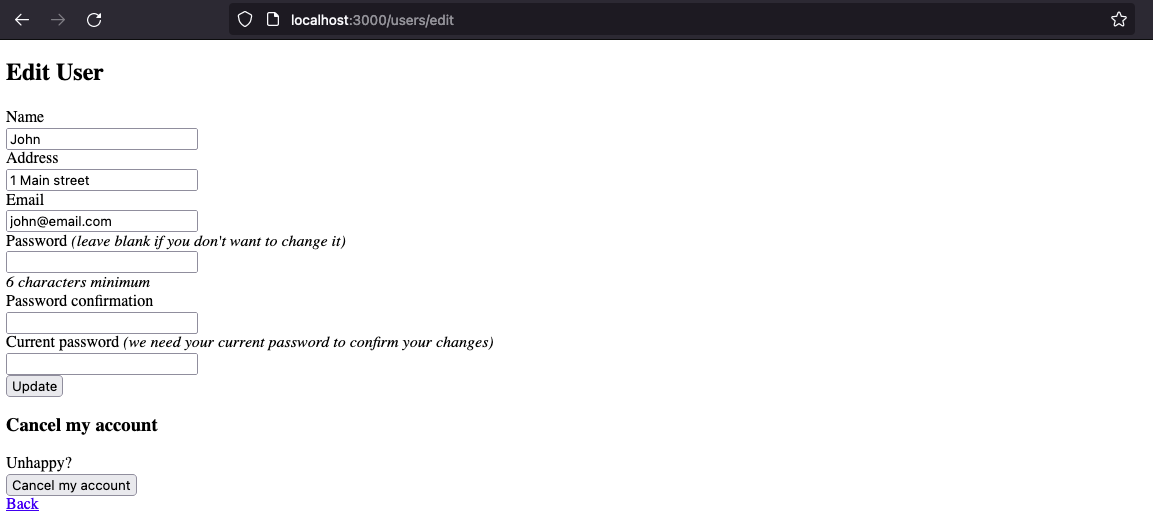 localhost:3000/users/edit
Edit User
Name
John
Address
1 Main street
Email
john@email.com
Password (leave blank if you don't want to change it)
6 characters minimum
Password confirmation
Current password (we need your current password to confirm your changes)
Update
Cancel my account
Unhappy?
Cancel my account
Back